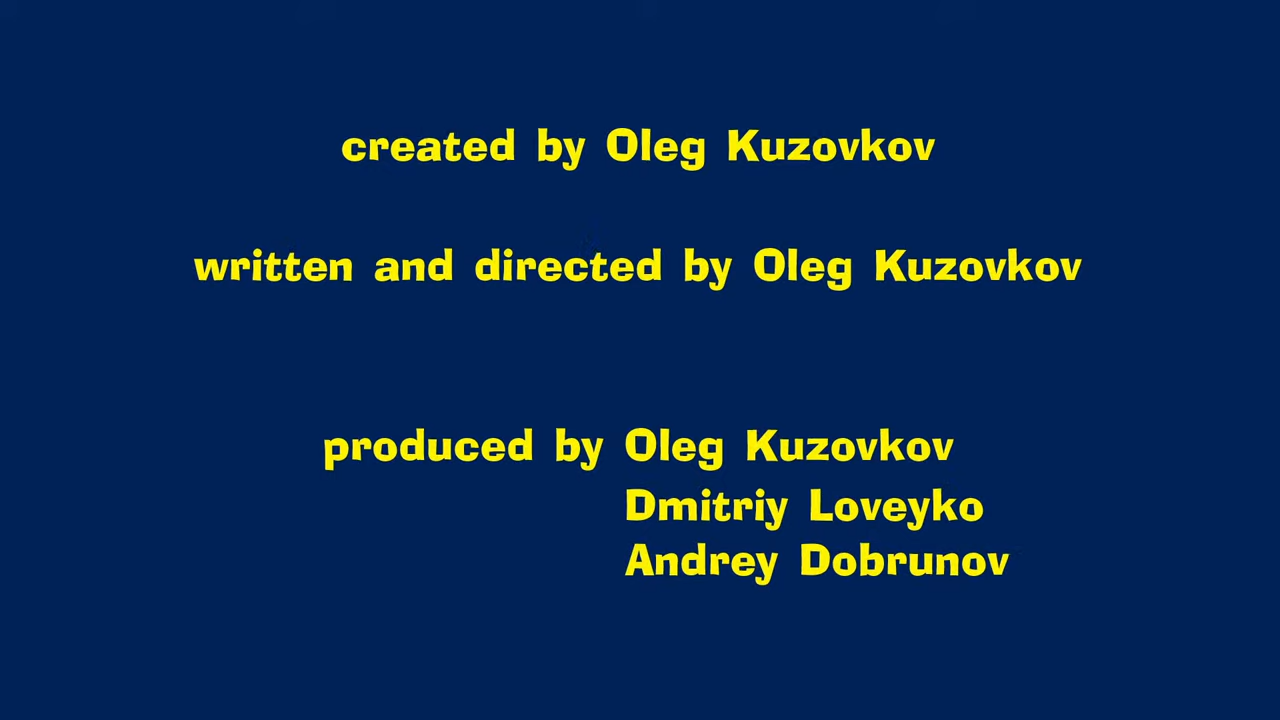 created by Oleg Kuzovkov
written and directed by Oleg Kuzovkov
produced by Oleg Kuzovkov
Dmitriy Loveyko
Andrey Dobrunov